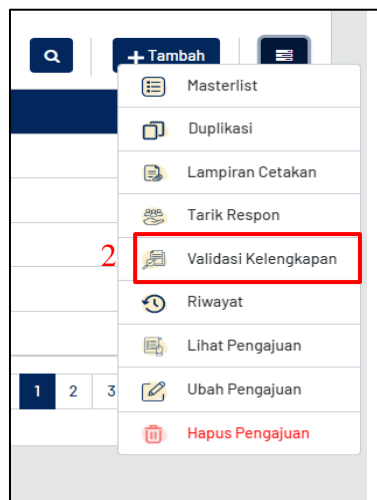 + Tambah
Masterlist
Duplikasi
Lampiran Cetakan
Tarik Respon
2
Validasi Kelengkapan
Riwayat
Lihat Pengajuan
1 2 3
Ubah Pengajuan
Hapus Pengajuan